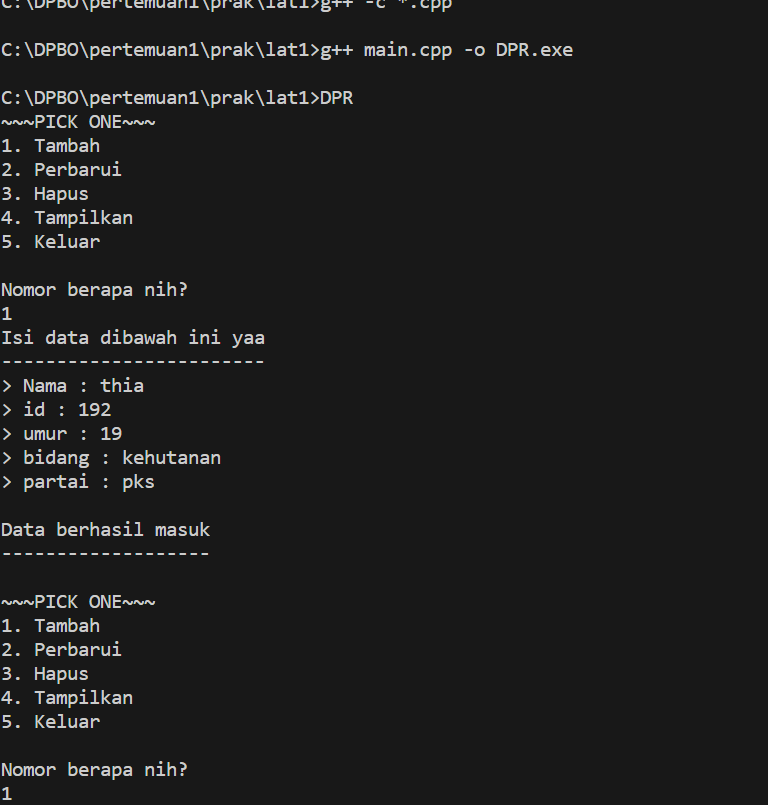 C:\DPBO\pertemuan1\prak\lat1>g++ -c *.cpp
C:\DPBO\pertemuan1\prak\lat1>g++ main.cpp -o DPR.exe
C:\DPBO\pertemuan1\prak\lat1>DPR
~~~PICK ONE~~~
1. Tambah
2. Perbarui
3. Hapus
4. Tampilkan
5. Keluar
Nomor berapa nih?
1
Isi data dibawah ini yaa
------------------------
> Nama : thia
> id : 192
> umur : 19
> bidang : kehutanan
> partai : pks
Data berhasil masuk
-------------------
~~~PICK ONE~~~
1. Tambah
2. Perbarui
3. Hapus
4. Tampilkan
5. Keluar
Nomor berapa nih?
1